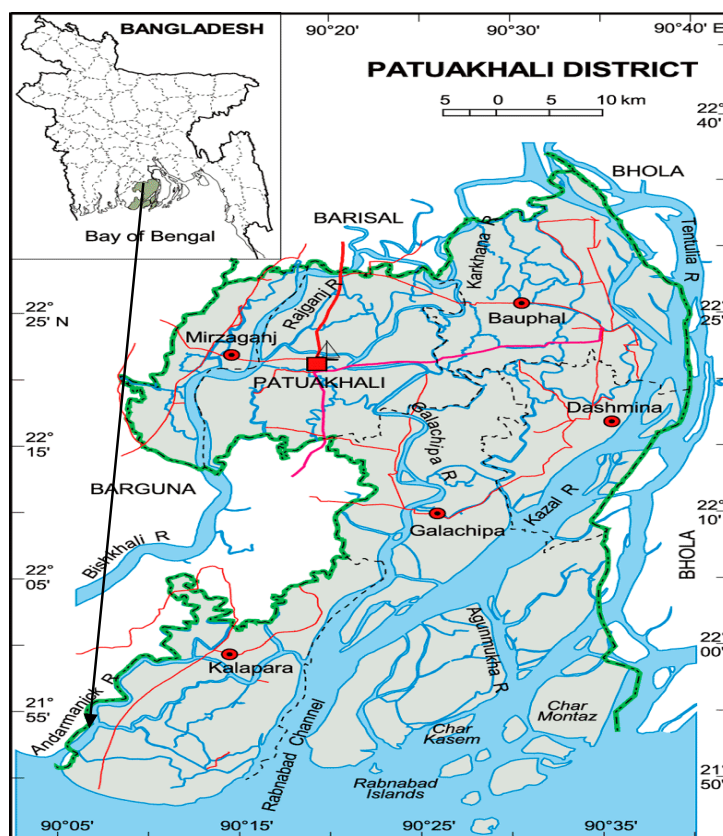 BANGLADESH
Bay of Bengal
90°20'
90°30'
90°40' E
PATUAKHALI DISTRICT
5 0 5 10 km
22°
40'
BHOLA
BARISAL
Karkhana R
Tentulia R
Rajganj R
22°
25' N
22°
25'
Bauphal
Mirzaganj
PATUAKHALI
Dashmina
Galachipa R
22°
15'
BARGUNA
Kazal R
22°
10'
Galachipa
Bishkhali R
BHOLA
22°
05'
Agunmukha R
22°
00'
Kalapara
Andarmanick R
21°
55'
Char
Montaz
Char
Kasem
Rabnabad Channel
Rabnabad
Islands
21°
50'
90°05'
90°15'
90°25'
90°35'